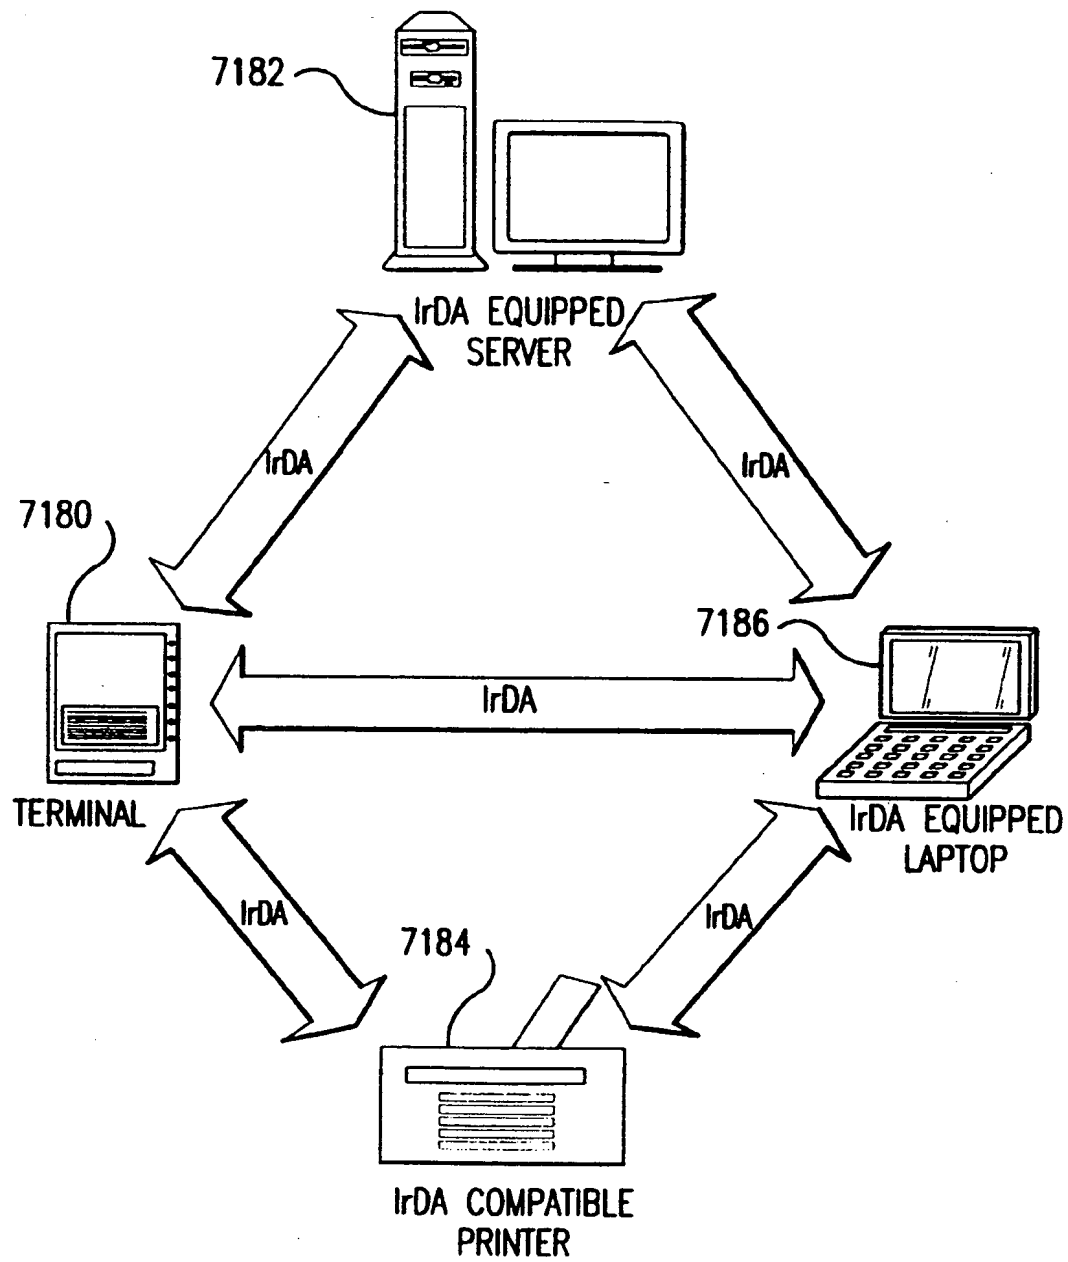 7182
IrDA EQUIPPED
SERVER
IrDA
IrDA
7180
7186
IrDA
TERMINAL
IrDA EQUIPPED
LAPTOP
IrDA
IrDA
7184
IrDA COMPATIBLE
PRINTER